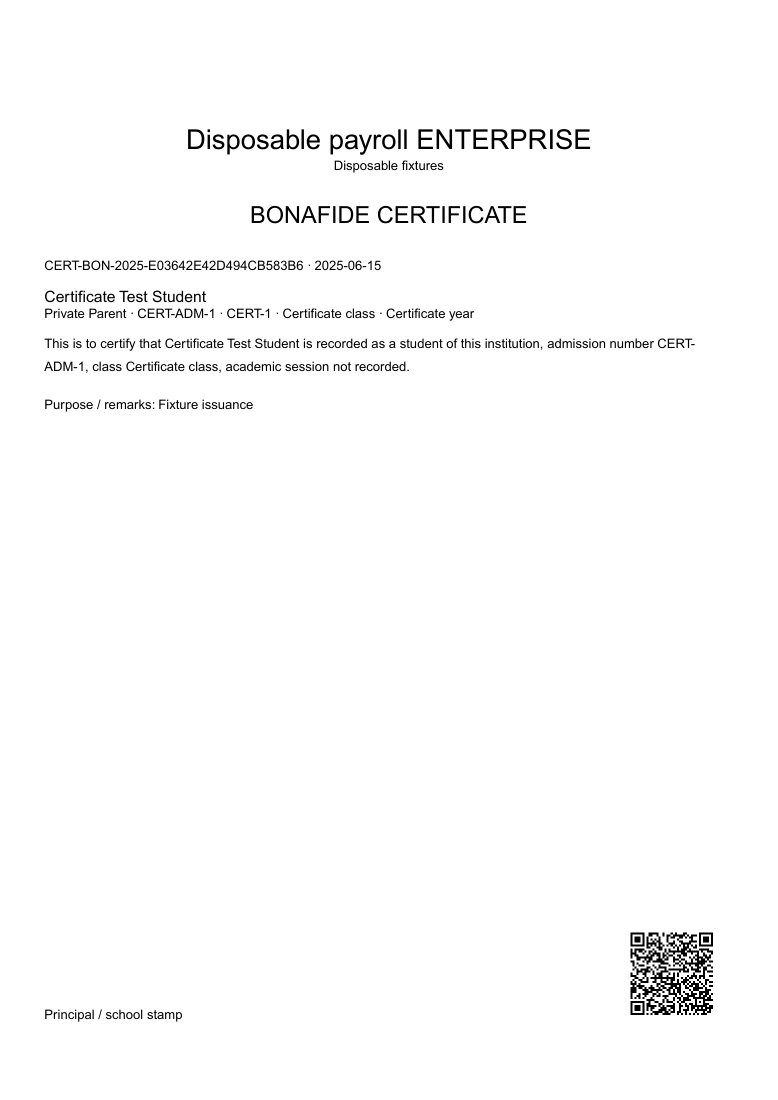 Disposable payroll ENTERPRISE
Disposable fixtures
BONAFIDE CERTIFICATE
CERT-BON-2025-E03642E42D494CB583B6 · 2025-06-15
Certificate Test Student
Private Parent · CERT-ADM-1 · CERT-1 · Certificate class · Certificate year
This is to certify that Certificate Test Student is recorded as a student of this institution, admission number CERT-
ADM-1, class Certificate class, academic session not recorded.
Purpose / remarks: Fixture issuance
Principal / school stamp